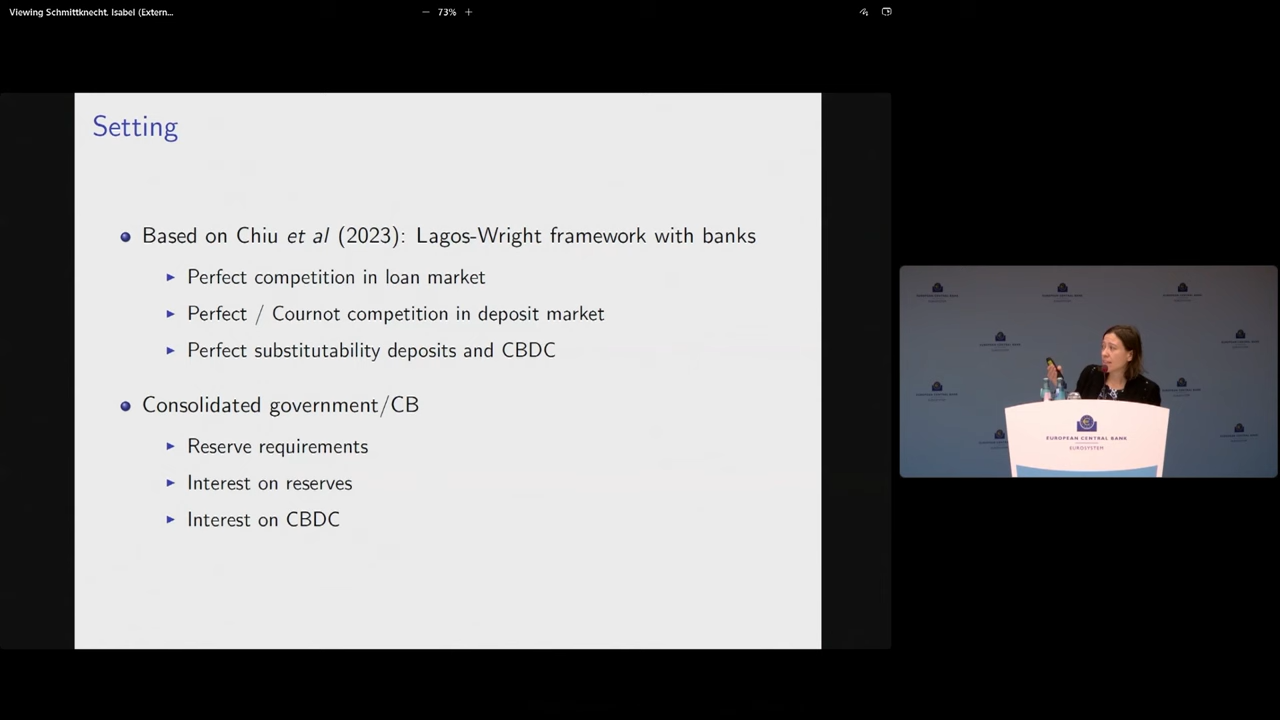 Viewing Schmittknecht, Isabel (Extern...
− 73% +
Setting
Based on Chiu et al (2023): Lagos-Wright framework with banks
Perfect competition in loan market
Perfect / Cournot competition in deposit market
Perfect substitutability deposits and CBDC
Consolidated government/CB
Reserve requirements
Interest on reserves
Interest on CBDC
EUROPEAN CENTRAL BANK
EUROSYSTEM